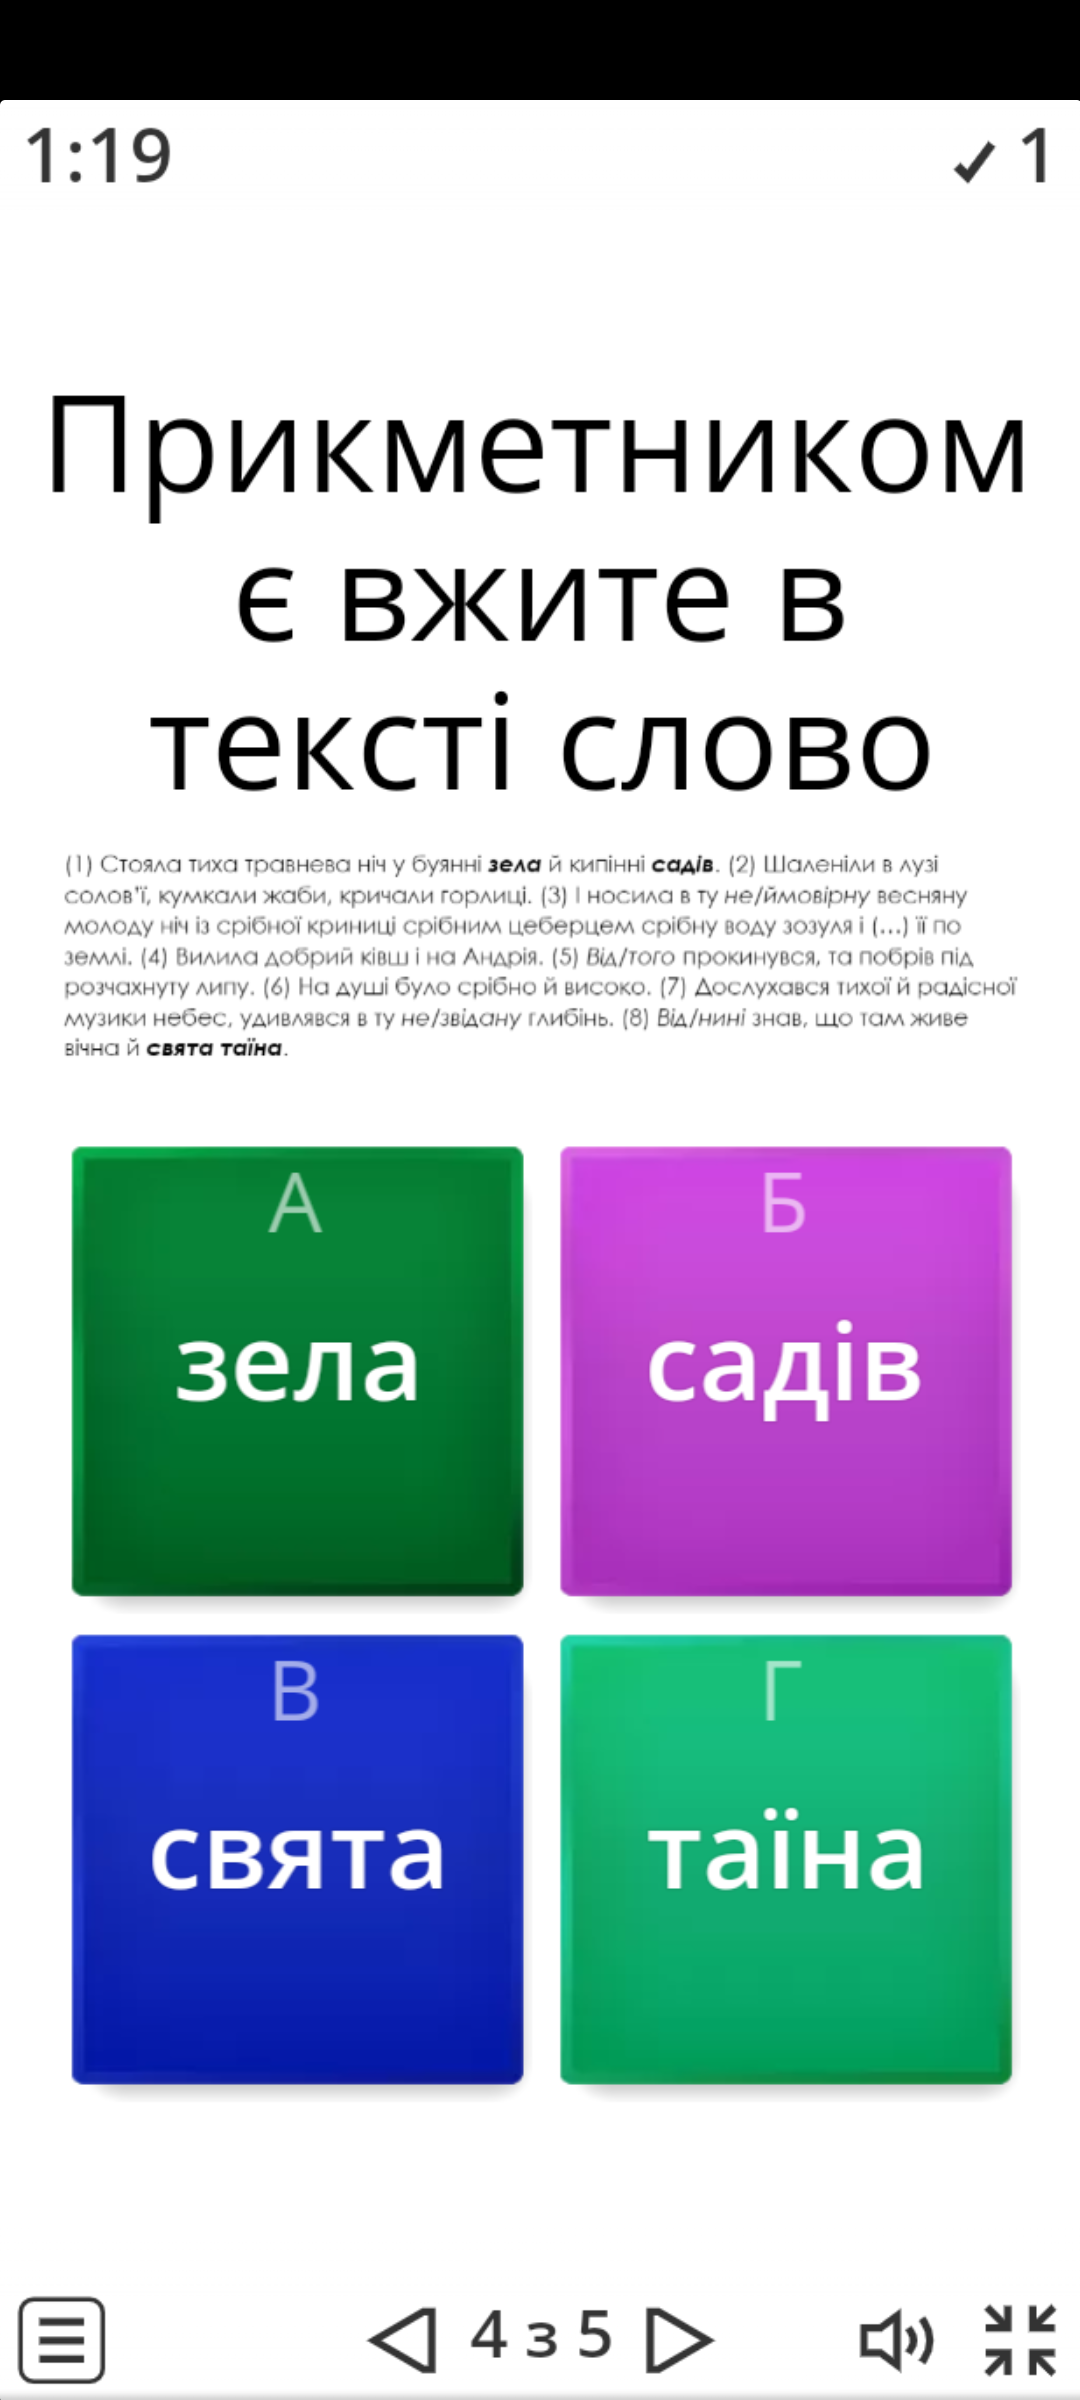 1:19
✓ 1
Прикметником
є вжите в
тексті слово
(1) Стояла тиха травнева ніч у буянні зела й кипінні садів. (2) Шаленіли в лузі
солов'ї, кумкали жаби, кричали горлиці. (3) І носила в ту не/ймовірну весняну
молоду ніч із срібної криниці срібним цеберцем срібну воду зозуля і (...) її по
землі. (4) Вилила добрий ківш і на Андрія. (5) Від/того прокинувся, та побрів під
розчахнуту липу. (6) На душі було срібно й високо. (7) Дослухався тихої й радісної
музики небес, удивлявся в ту не/звідану глибінь. (8) Від/нині знав, що там живе
вічна й свята таїна.
А
зела
Б
садів
В
свята
Г
таїна
4 з 5